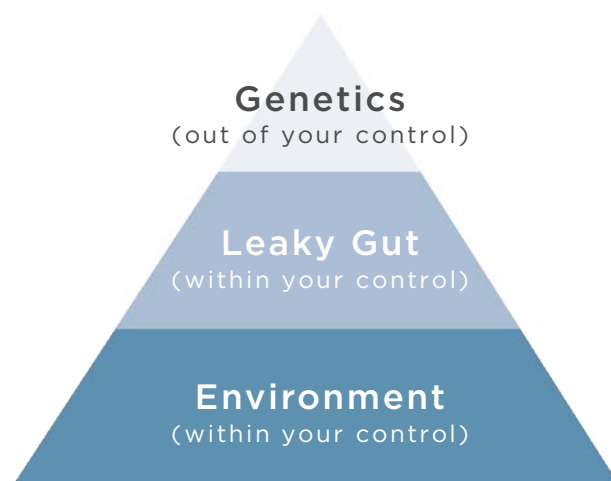 Genetics
(out of your control)
Leaky Gut
(within your control)
Environment
(within your control)